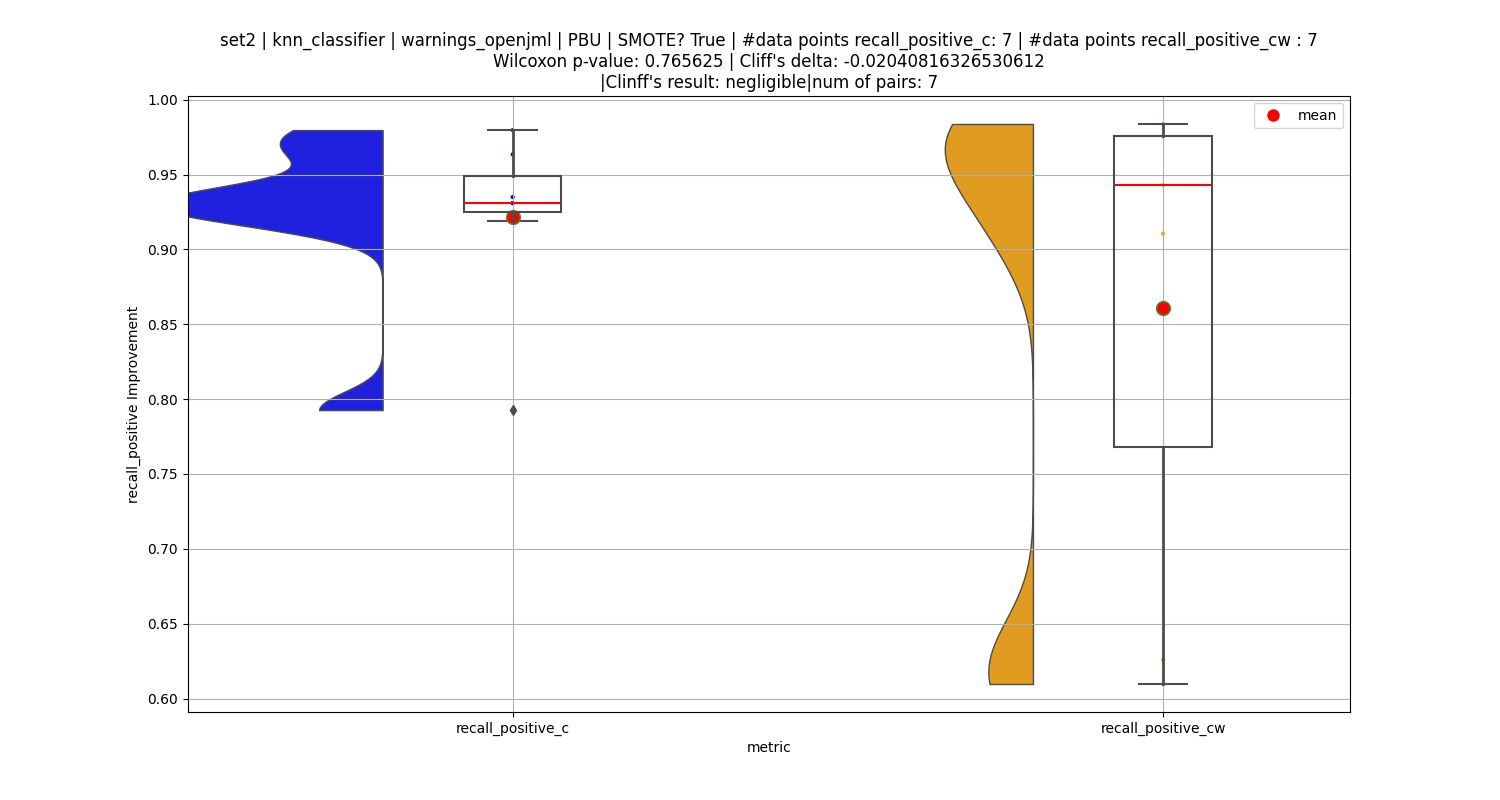 set2 | knn_classifier | warnings_openjml | PBU | SMOTE? True | #data points recall_positive_c: 7 | #data points recall_positive_cw : 7
Wilcoxon p-value: 0.765625 | Cliff's delta: -0.02040816326530612
|Clinff's result: negligible|num of pairs: 7
mean
1.00
0.95
0.90
0.85
0.80
0.75
0.70
0.65
0.60
recall_positive Improvement
recall_positive_c
recall_positive_cw
metric